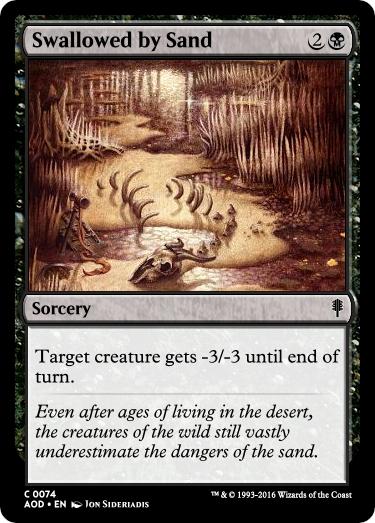 Swallowed by Sand 2
Sorcery
Target creature gets -3/-3 until end of
turn.
Even after ages of living in the desert,
the creatures of the wild still vastly
underestimate the dangers of the sand.
C 0074
AOD • EN Jon Sideriadis
™ & © 1993-2016 Wizards of the Coast